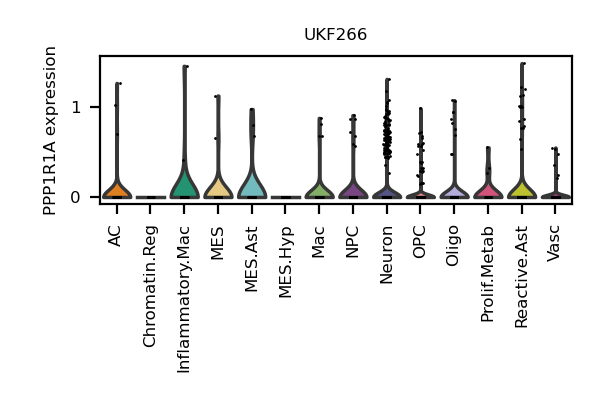 UKF266
PPP1R1A expression
1
0
AC
Chromatin.Reg
Inflammatory.Mac
MES
MES.Ast
MES.Hyp
Mac
NPC
Neuron
OPC
Oligo
Prolif.Metab
Reactive.Ast
Vasc